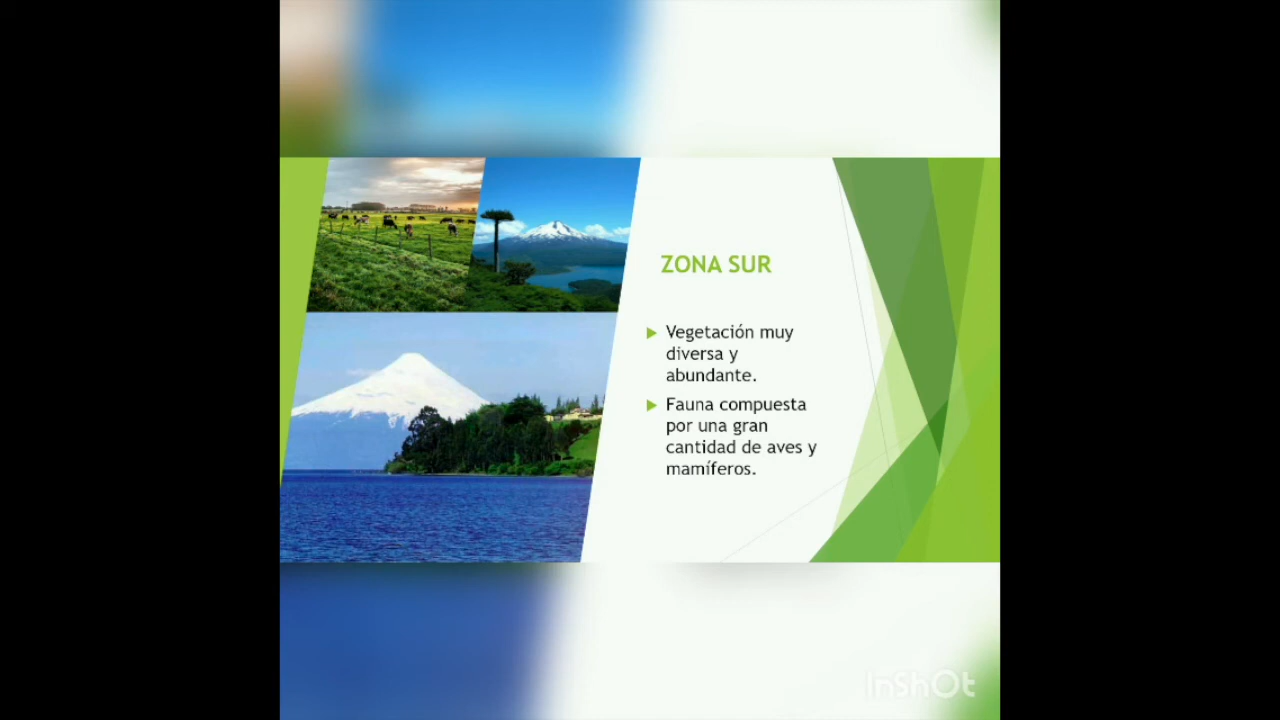 ZONA SUR
Vegetación muy
diversa y
abundante.
Fauna compuesta
por una gran
cantidad de aves y
mamíferos.
InShOt